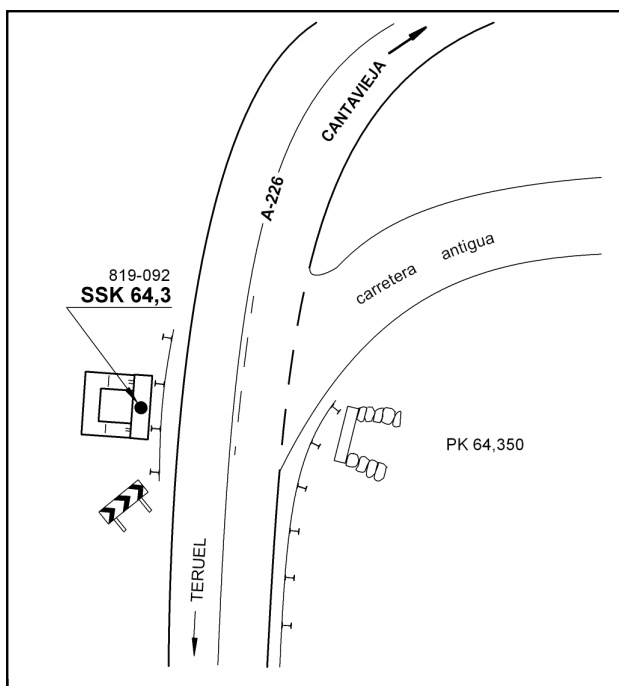 CANTAVIEJA
A-226
carretera antigua
819-092
SSK 64,3
PK 64,350
TERUEL